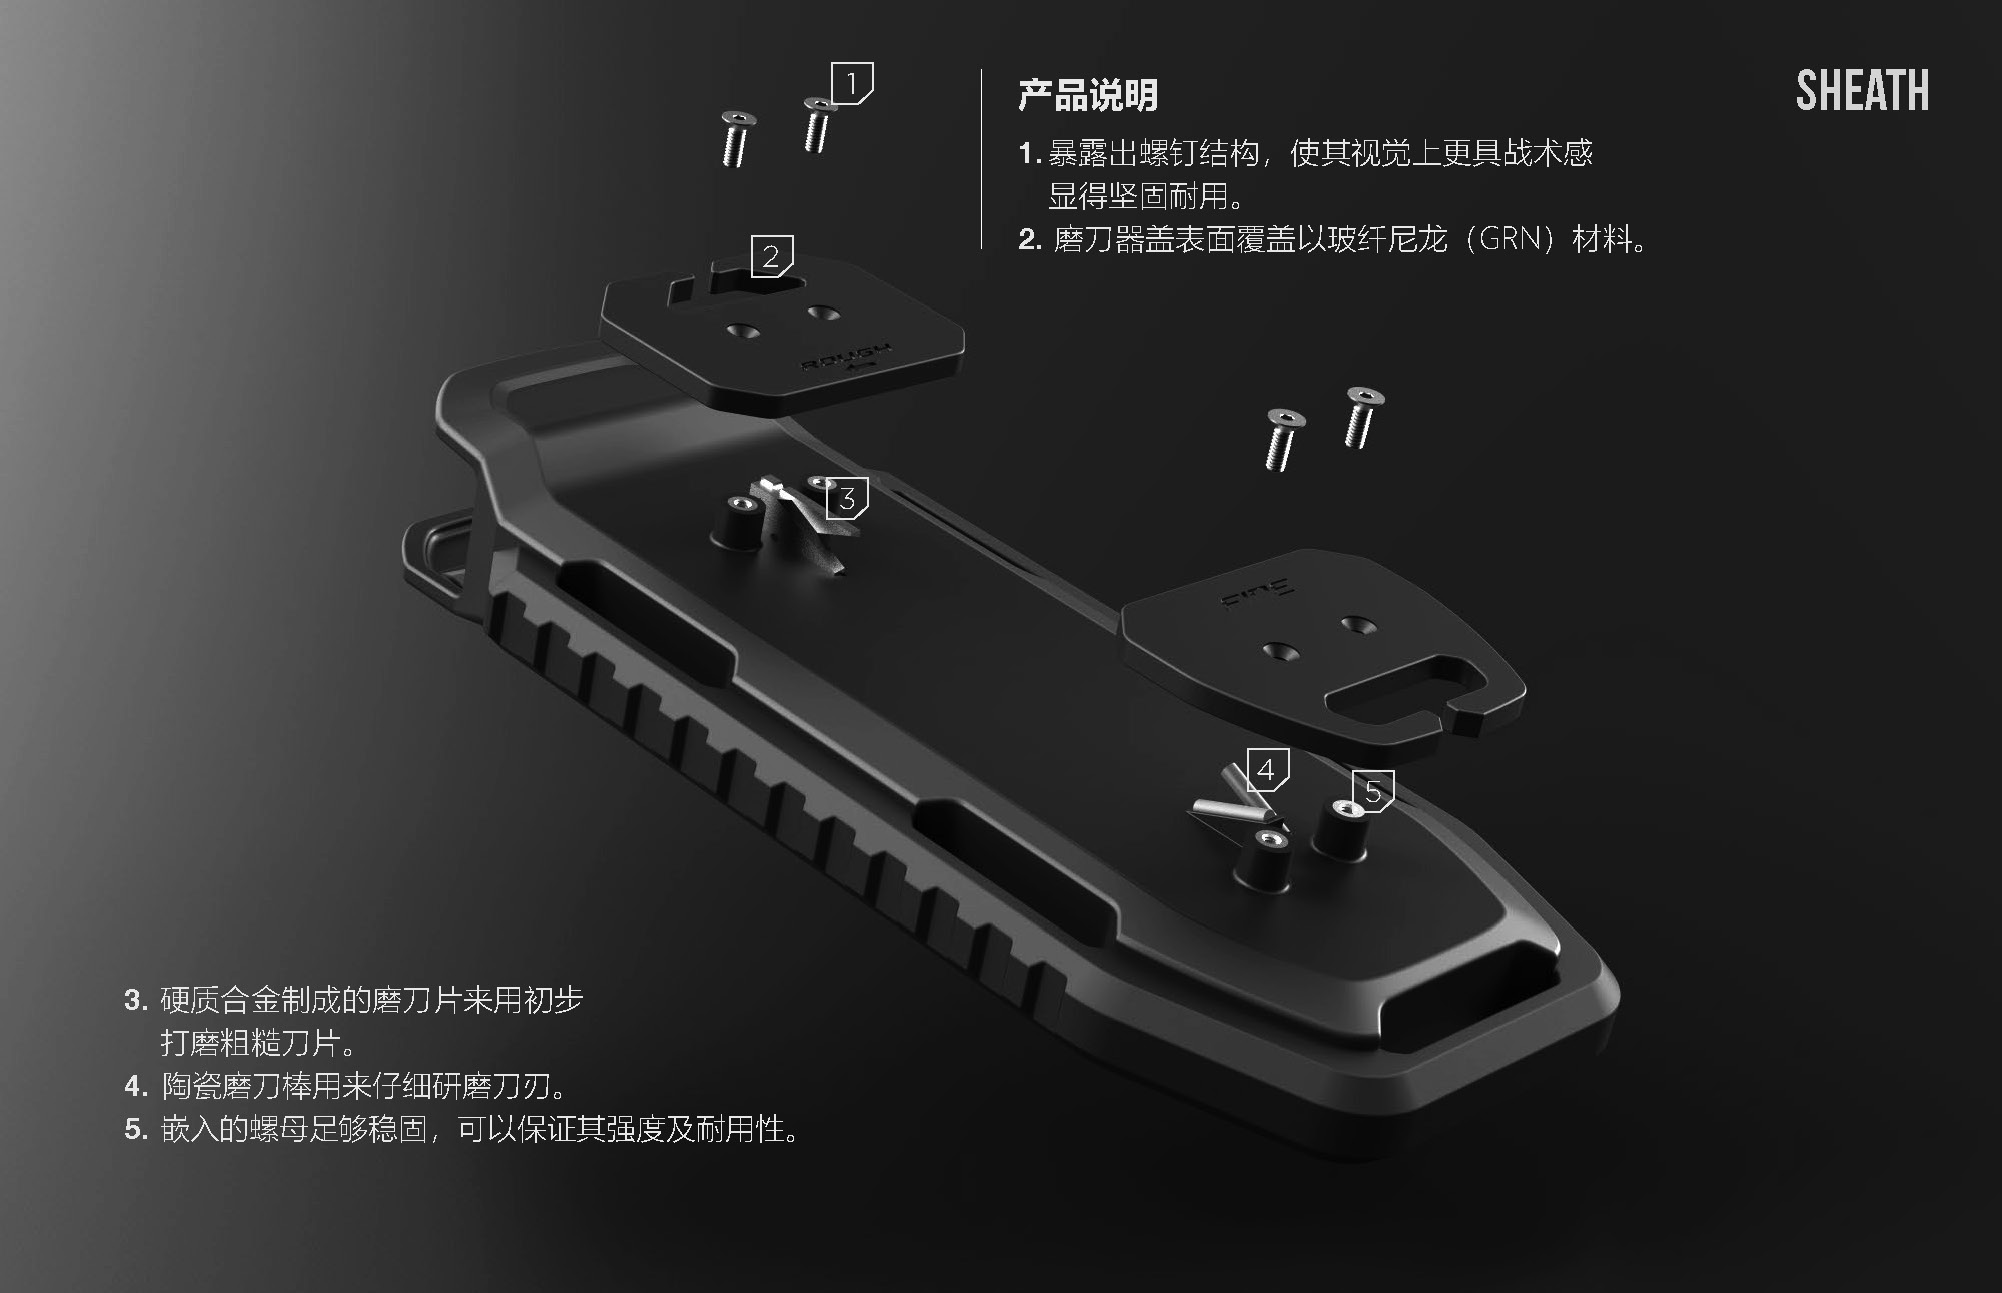 SHEATH
产品说明
1. 暴露出螺钉结构，使其视觉上更具战术感
显得坚固耐用。
2. 磨刀器盖表面覆盖以玻纤尼龙（GRN）材料。
1
2
ROUGH
3
FINE
4
5
3. 硬质合金制成的磨刀片来用初步
打磨粗糙刀片。
4. 陶瓷磨刀棒用来仔细研磨刀刃。
5. 嵌入的螺母足够稳固，可以保证其强度及耐用性。